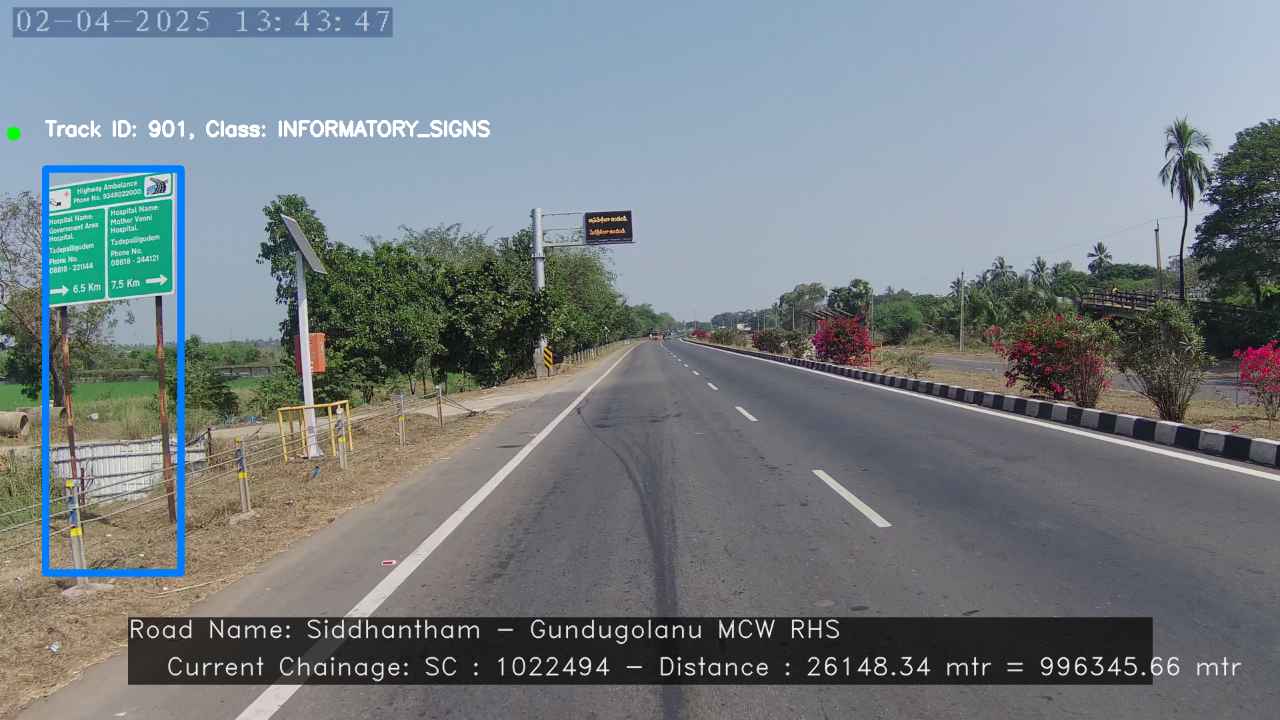 02-04-2025 13:43:47
Track ID: 901, Class: INFORMATORY_SIGNS
Highway Ambulance
Phone No. 9348022000
Hospital Name:
Government Area
Hospital.
Tadepalligudem
Phone No.
08818 - 221144
6.5 Km
Hospital Name:
Mother Vanni
Hospital.
Tadepalligudem
Phone No.
08818 - 244121
7.5 Km
Road Name: Siddhantham - Gundugolanu MCW RHS
Current Chainage: SC : 1022494 - Distance : 26148.34 mtr = 996345.66 mtr